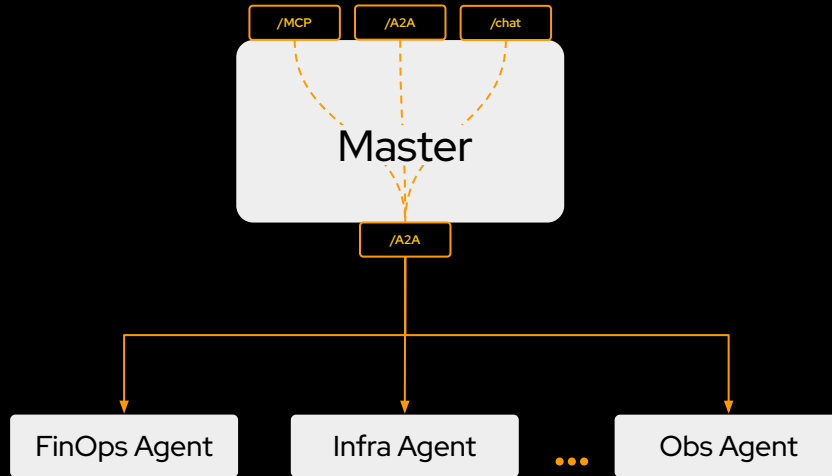 /MCP
/A2A
/chat
Master
/A2A
FinOps Agent
Infra Agent
Obs Agent